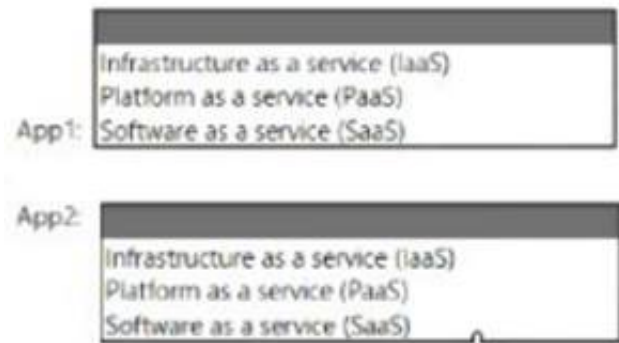 Infrastructure as a service (IaaS)
Platform as a service (PaaS)
App1: Software as a service (SaaS)
App2:
Infrastructure as a service (IaaS)
Platform as a service (PaaS)
Software as a service (SaaS)